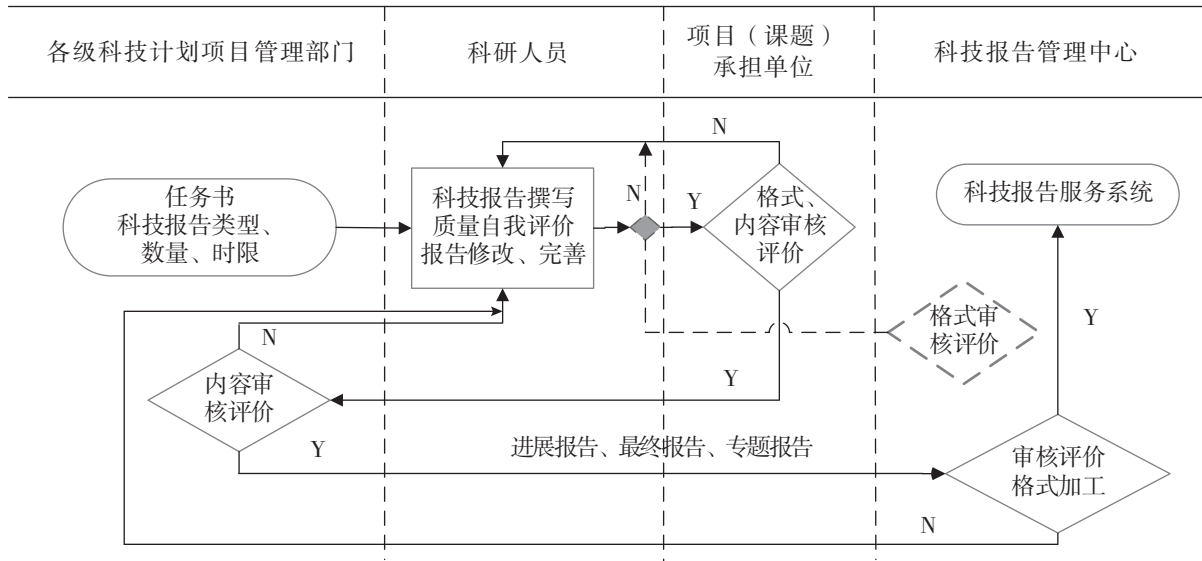 各级科技计划项目管理部门
科研人员
项目（课题）
承担单位
科技报告管理中心
N
任务书
科技报告类型、
数量、时限
科技报告撰写
质量自我评价
报告修改、完善
N
Y
格式、
内容审核
评价
科技报告服务系统
N
格式审
核评价
Y
内容审
核评价
Y
Y
进展报告、最终报告、专题报告
审核评价
格式加工
N